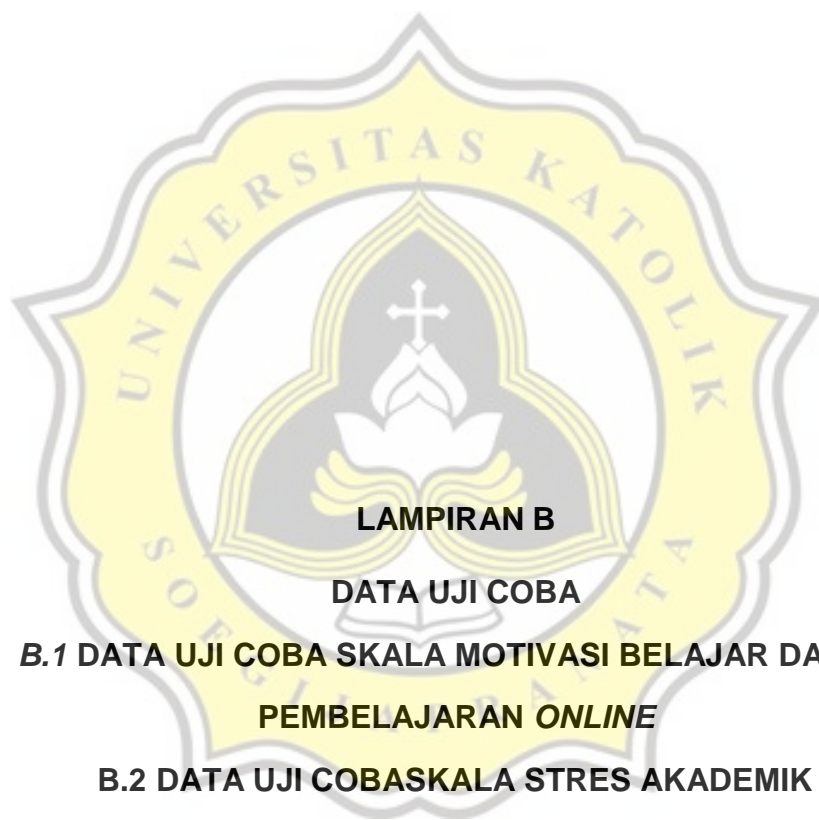 UNIVERSITAS KATOLIK
SOEGIJAPRANATA
LAMPIRAN B
DATA UJI COBA
B.1 DATA UJI COBA SKALA MOTIVASI BELAJAR DA
PEMBELAJARAN ONLINE
B.2 DATA UJI COBASKALA STRES AKADEMIK